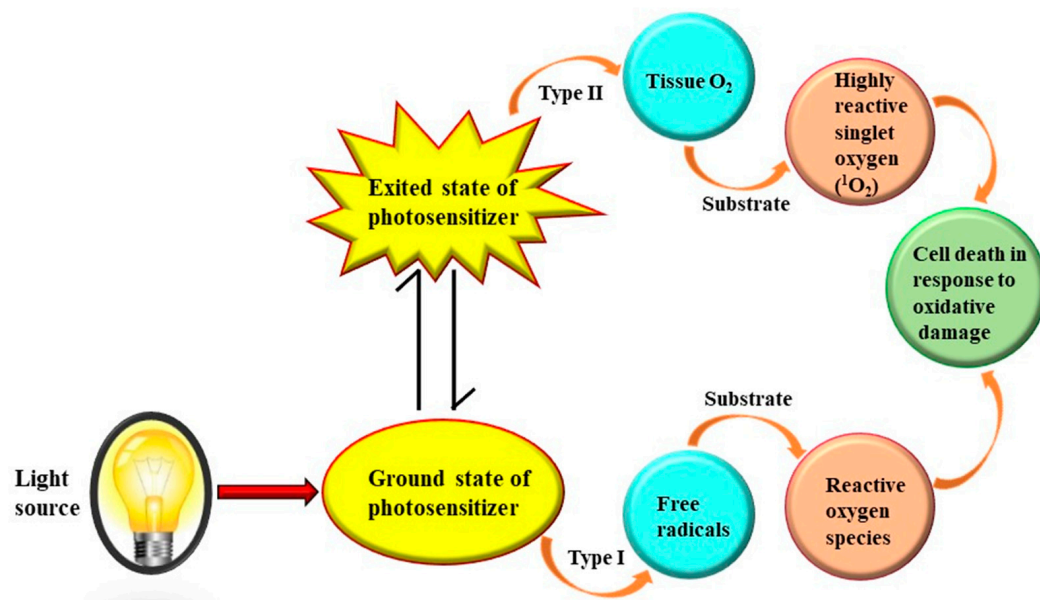 Type II
Tissue O₂
Highly
reactive
singlet
oxygen
(¹O₂)
Substrate
Exited state of
photosensitizer
Cell death in
response to
oxidative
damage
Light
source
Ground state of
photosensitizer
Type I
Free
radicals
Substrate
Reactive
oxygen
species